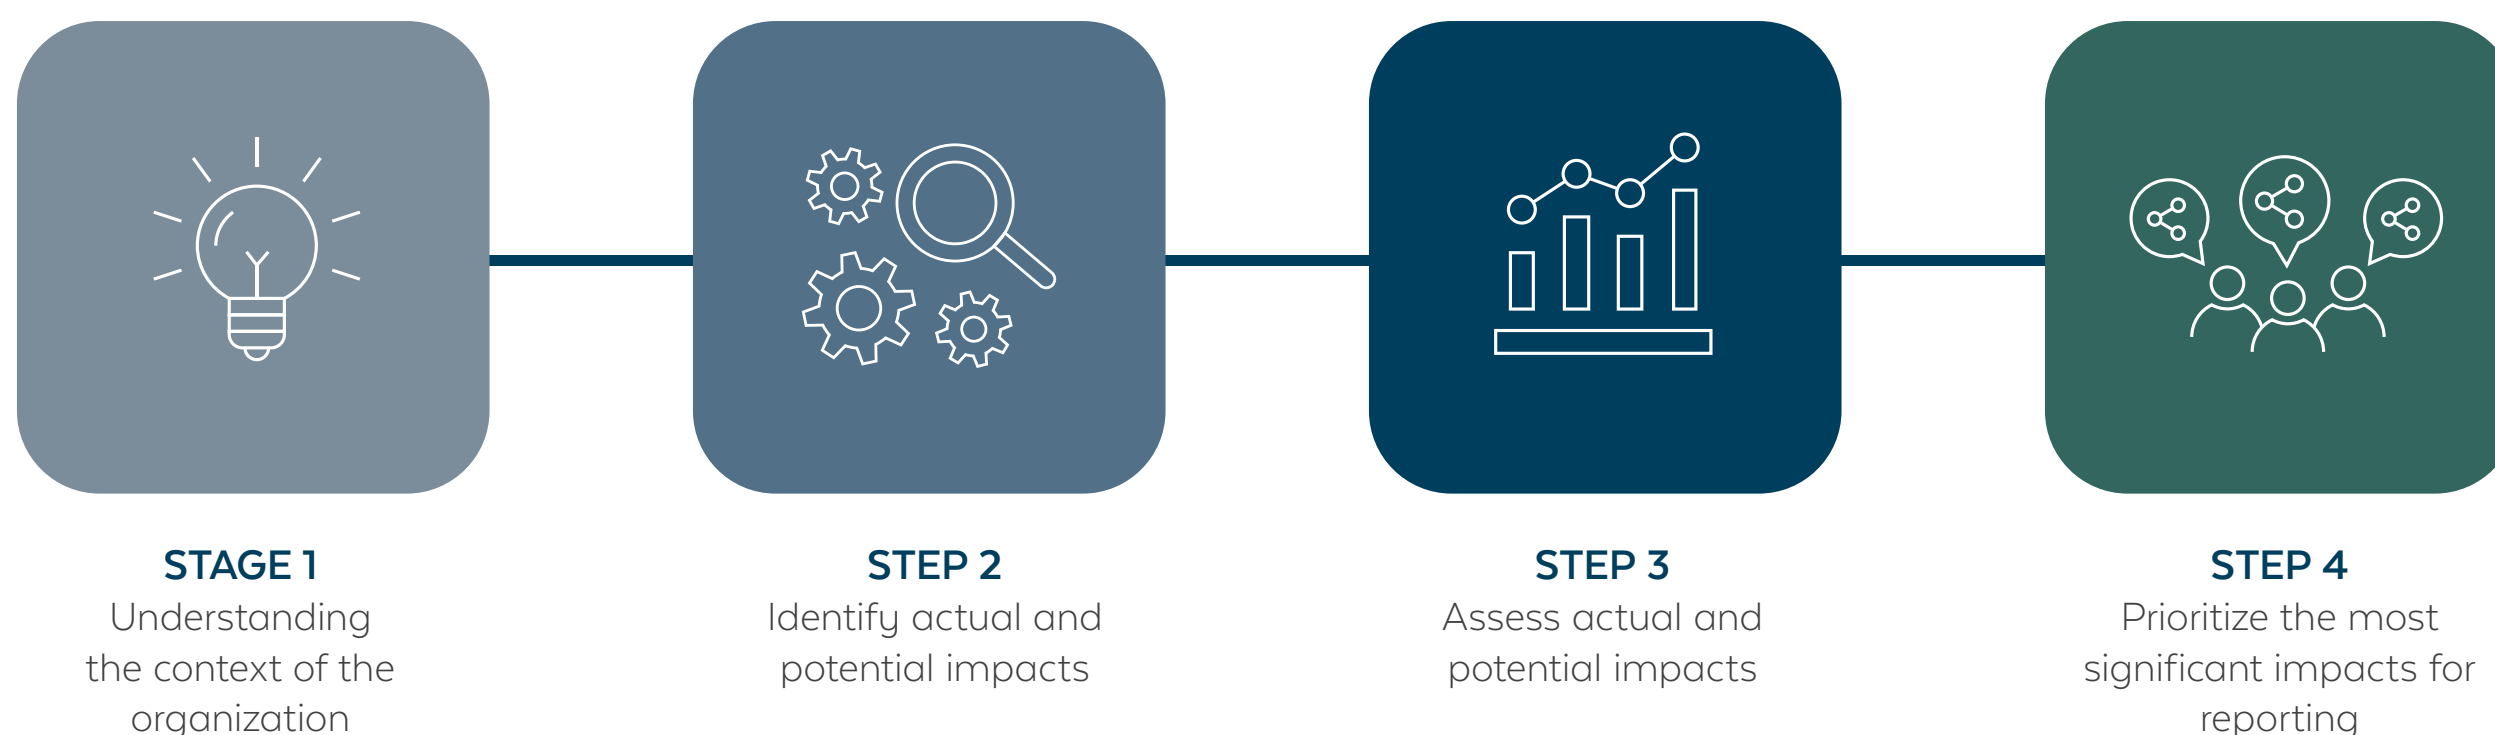 STAGE 1
Understanding
the context of the
organization
STEP 2
Identify actual and
potential impacts
STEP 3
Assess actual and
potential impacts
STEP 4
Prioritize the most
significant impacts for
reporting